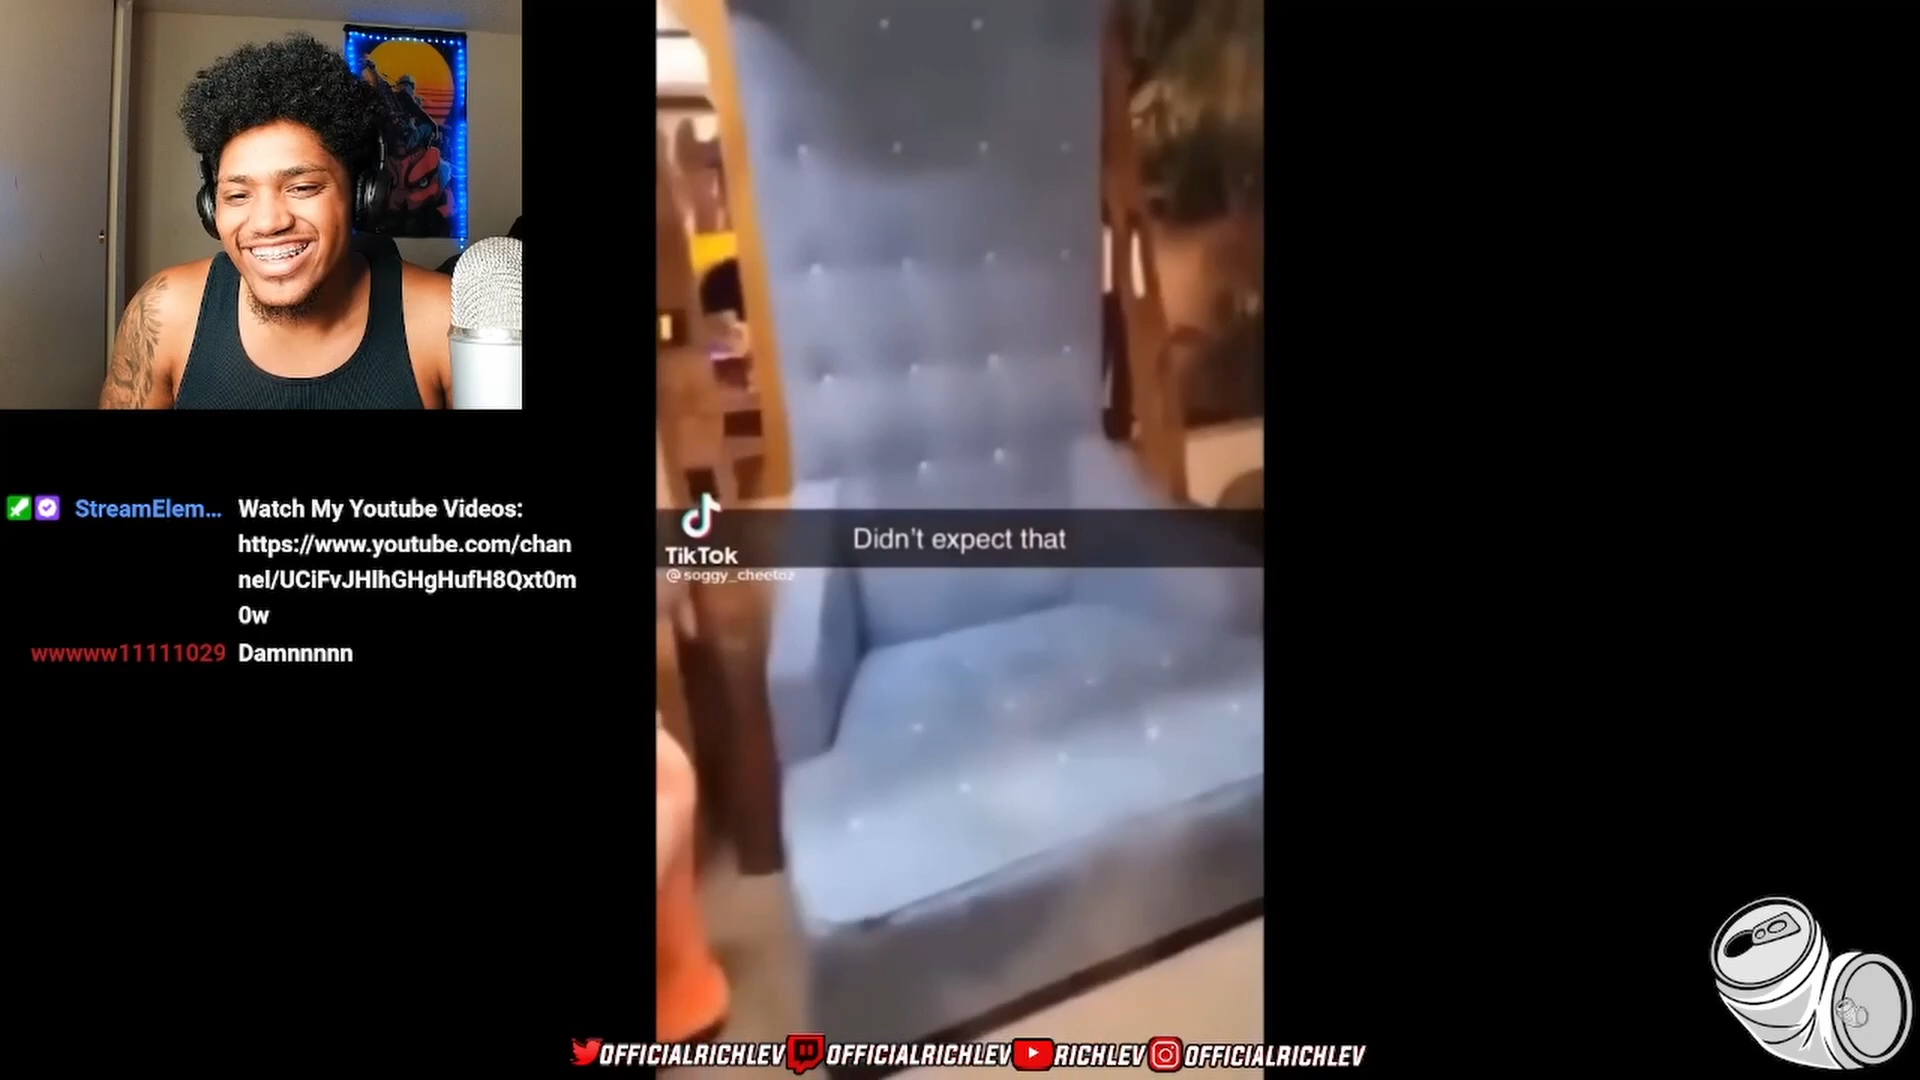 StreamElem... Watch My Youtube Videos:
https://www.youtube.com/chan
nel/UCiFvJHlhGHgHufH8Qxt0m
0w
wwwww11111029 Damnnnnn
Didn't expect that
TikTok
@soggy_cheetoz
OFFICIALRICHLEV OFFICIALRICHLEV RICHLEV OFFICIALRICHLEV